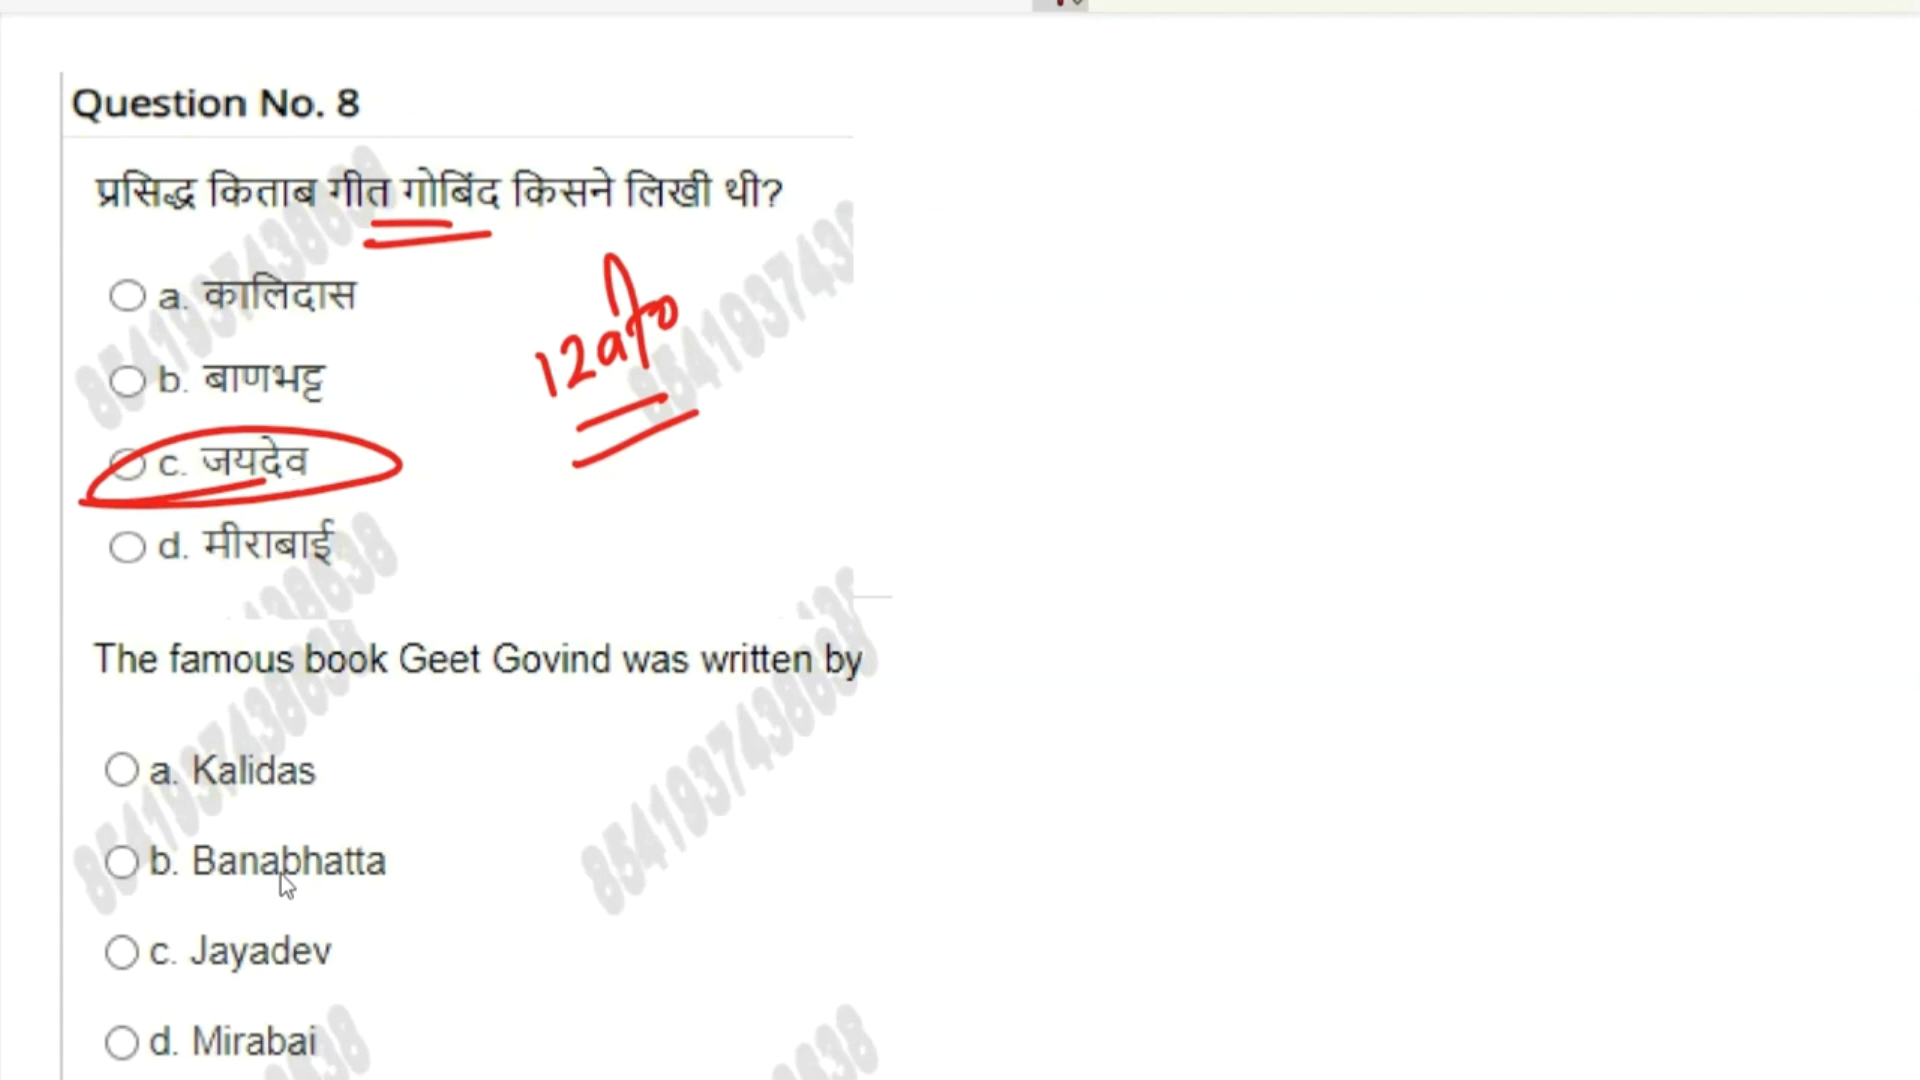 Question No. 8
प्रसिद्ध किताब गीत गोबिंद किसने लिखी थी?
a. कालिदास
b. बाणभट्ट
c. जयदेव
d. मीराबाई
12वीं
The famous book Geet Govind was written by
a. Kalidas
b. Banabhatta
c. Jayadev
d. Mirabai